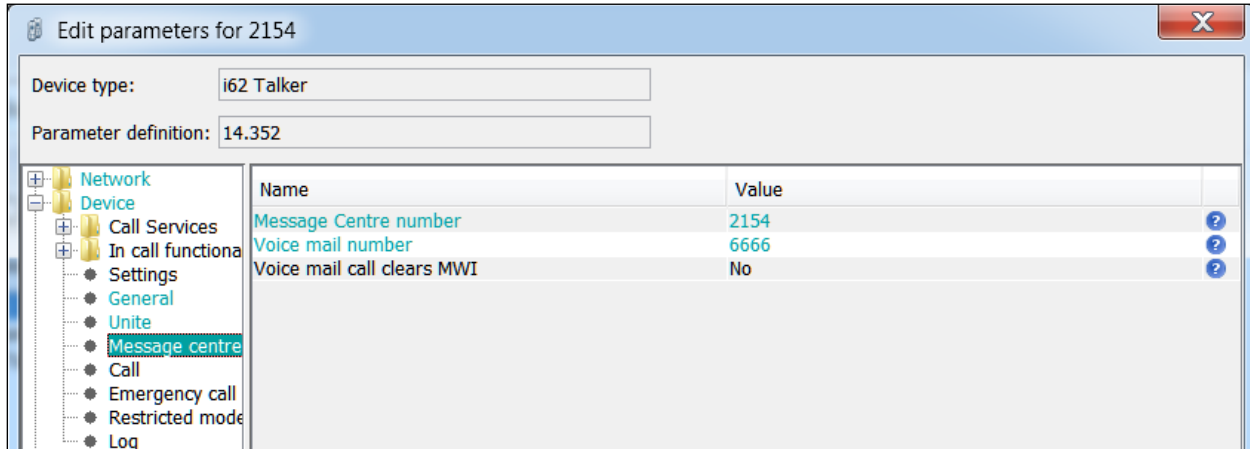 Edit parameters for 2154
X
Device type: i62 Talker
Parameter definition: 14.352
Network
Device
Call Services
In call functiona
Settings
General
Unite
Message centre
Call
Emergency call
Restricted mode
Log
Name Value
Message Centre number 2154 ?
Voice mail number 6666 ?
Voice mail call clears MWI No ?